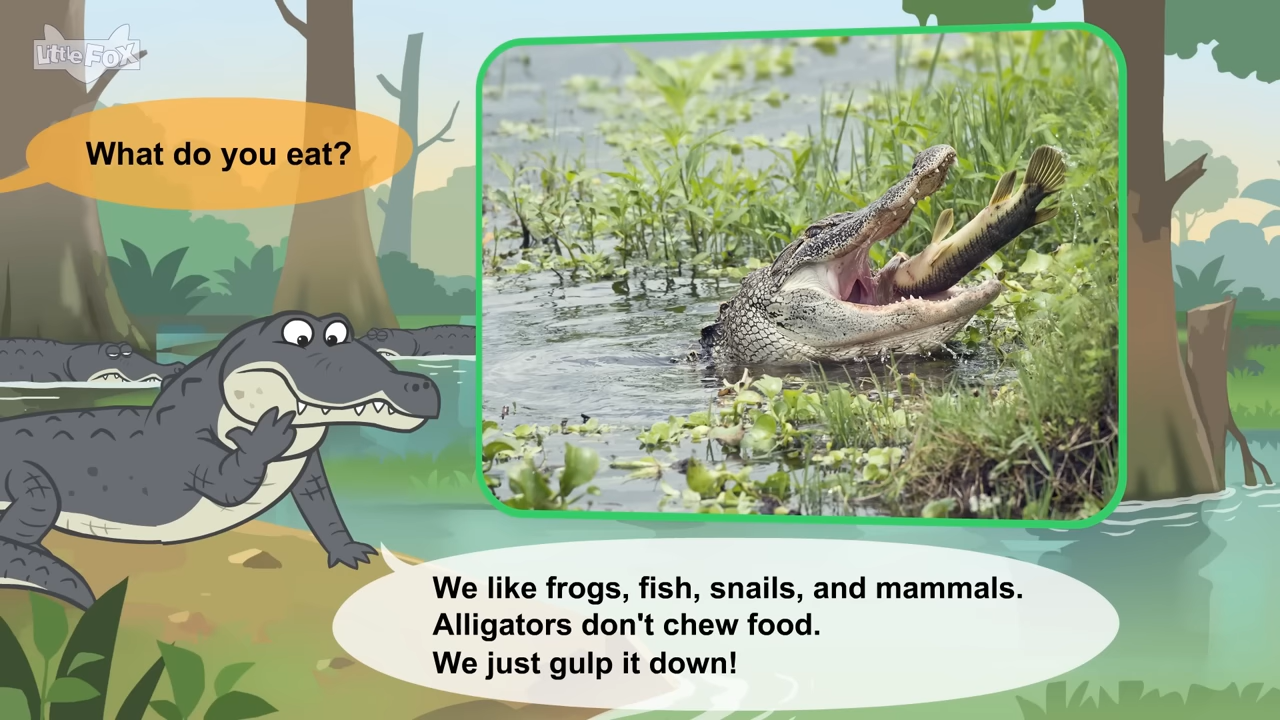 Little Fox
What do you eat?
We like frogs, fish, snails, and mammals.
Alligators don't chew food.
We just gulp it down!